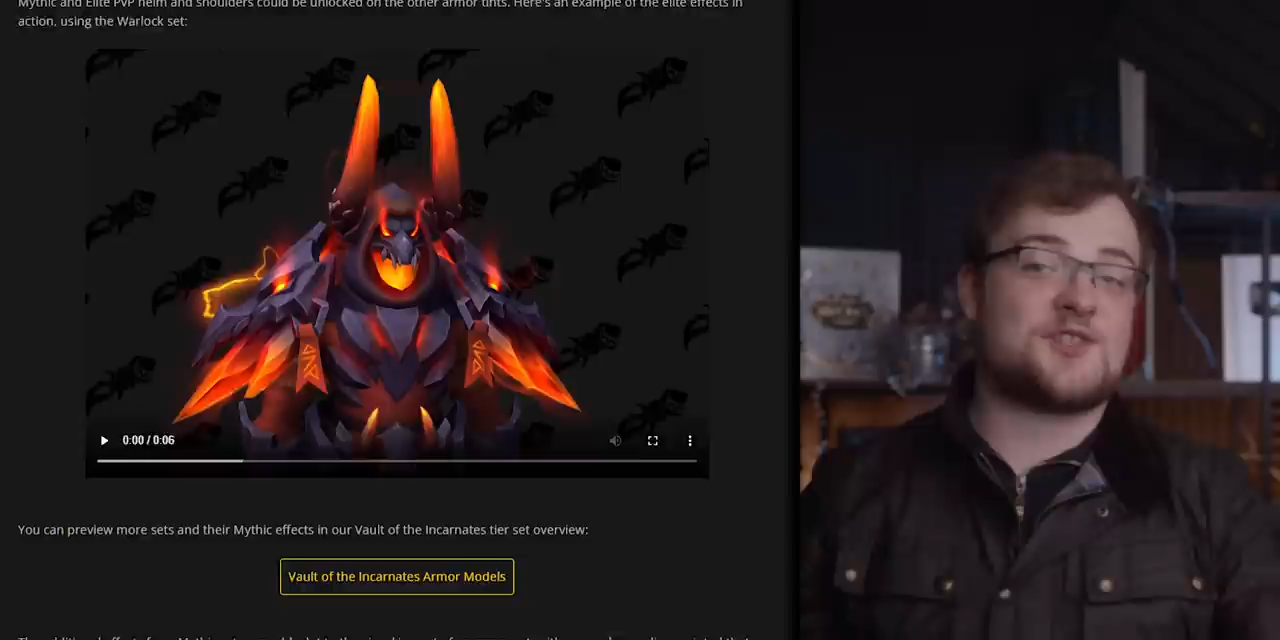 Mythic and Elite PvP helm and shoulders could be unlocked on the other armor tints. Here's an example of the elite effects in
action, using the Warlock set:
0:00 / 0:06
You can preview more sets and their Mythic effects in our Vault of the Incarnates tier set overview:
Vault of the Incarnates Armor Models